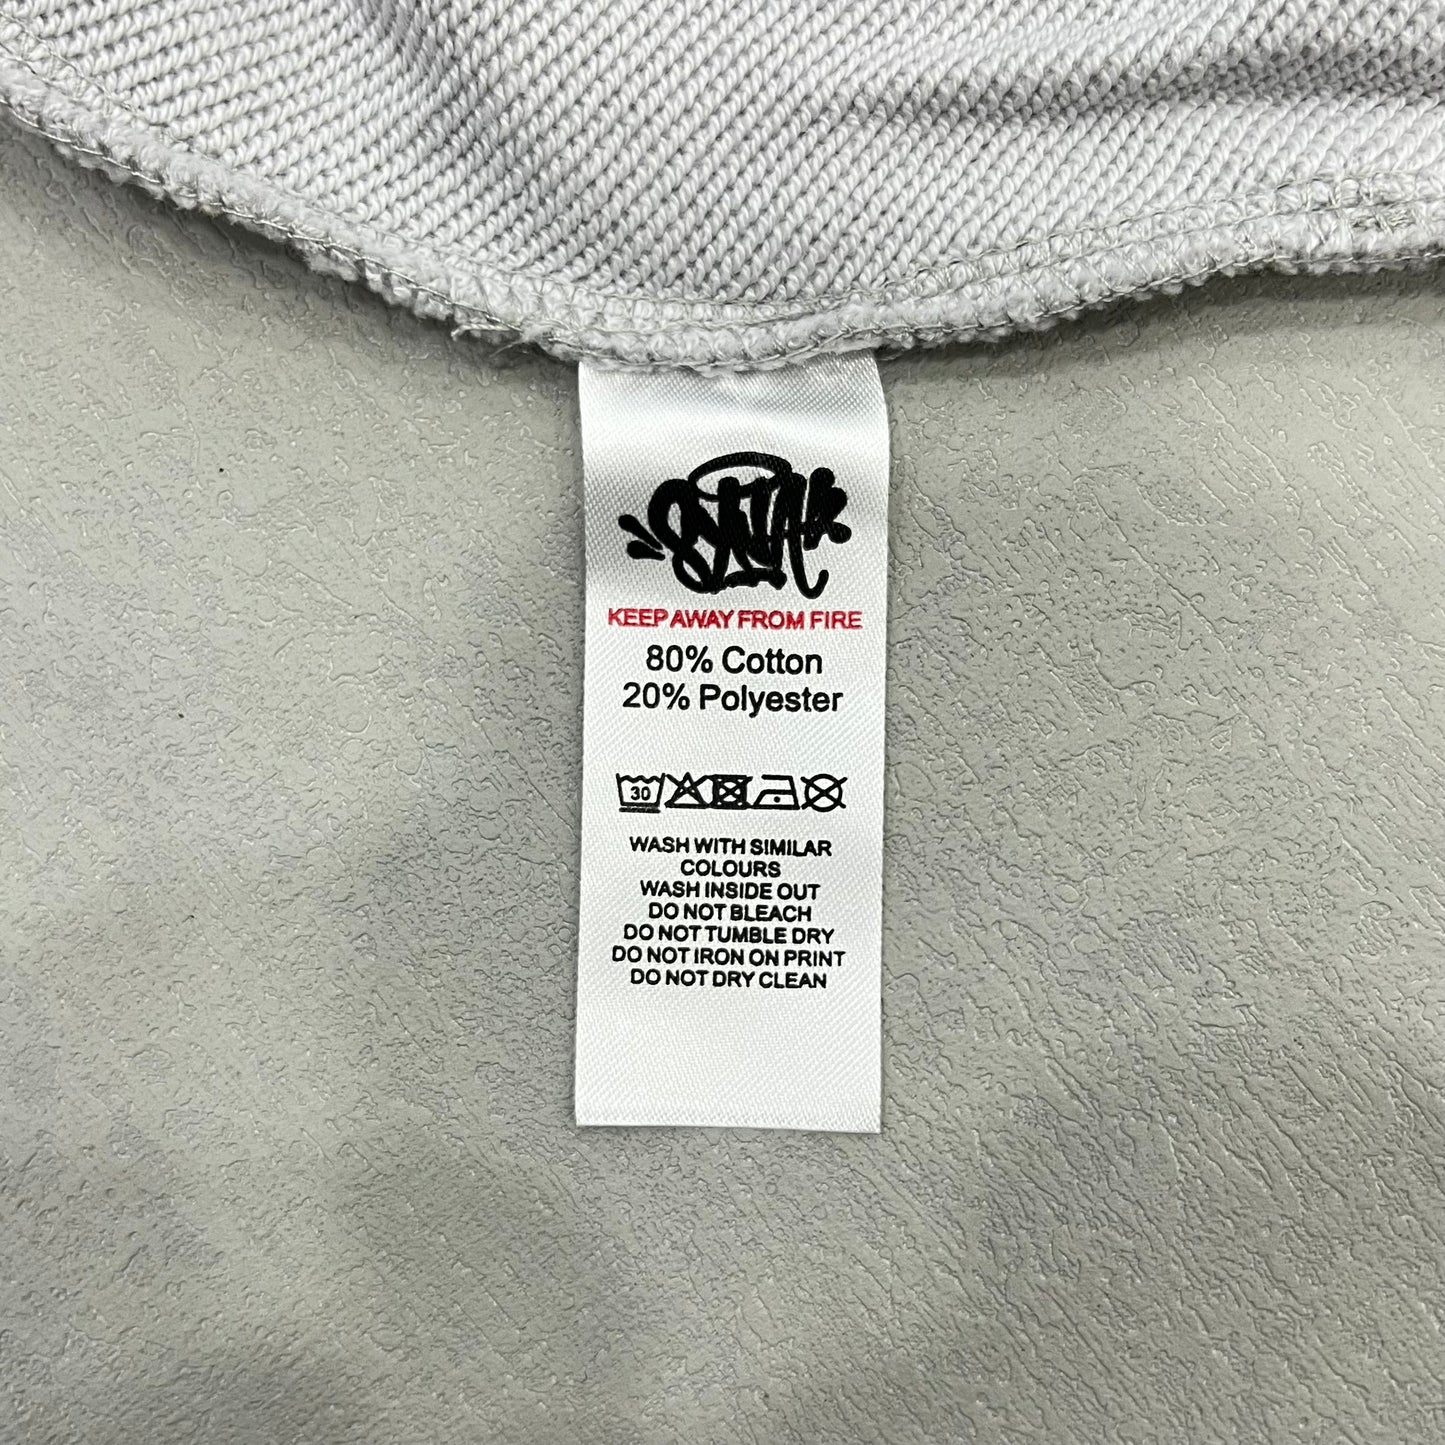 SYNA
KEEP AWAY FROM FIRE
80% Cotton
20% Polyester
30
WASH WITH SIMILAR
COLOURS
WASH INSIDE OUT
DO NOT BLEACH
DO NOT TUMBLE DRY
DO NOT IRON ON PRINT
DO NOT DRY CLEAN